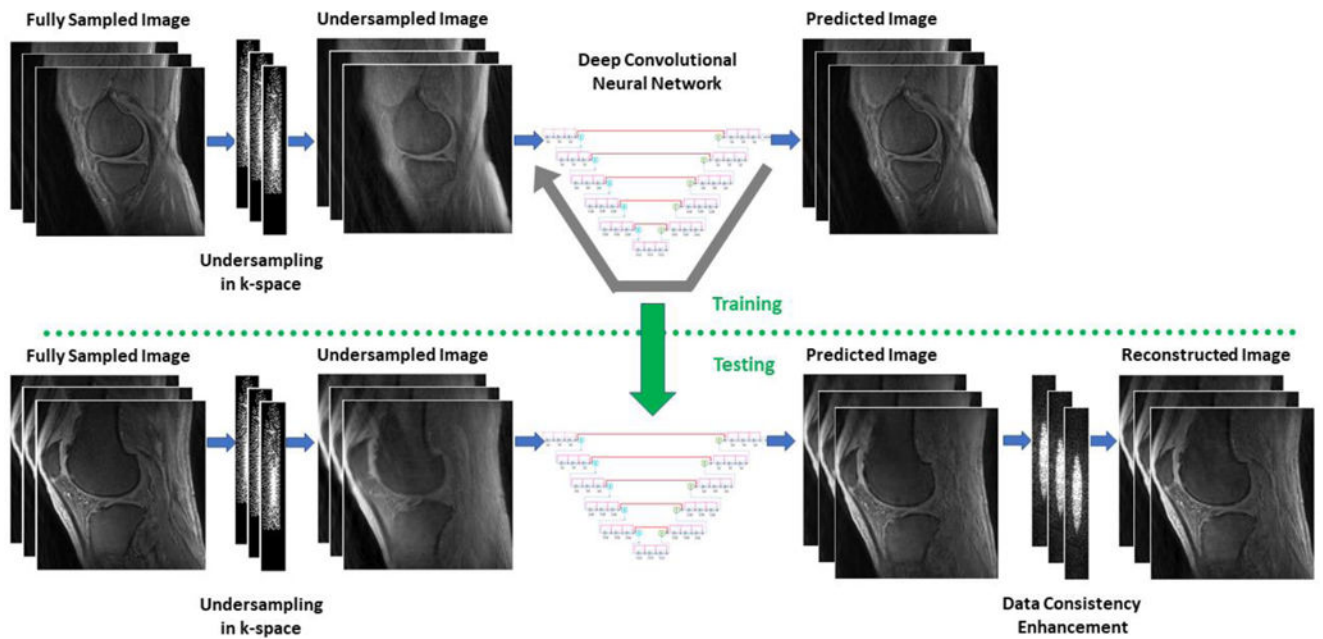 Fully Sampled Image
Undersampled Image
Predicted Image
Deep Convolutional
Neural Network
Undersampling
in k-space
Training
Testing
Fully Sampled Image
Undersampled Image
Predicted Image
Reconstructed Image
Undersampling
in k-space
Data Consistency
Enhancement